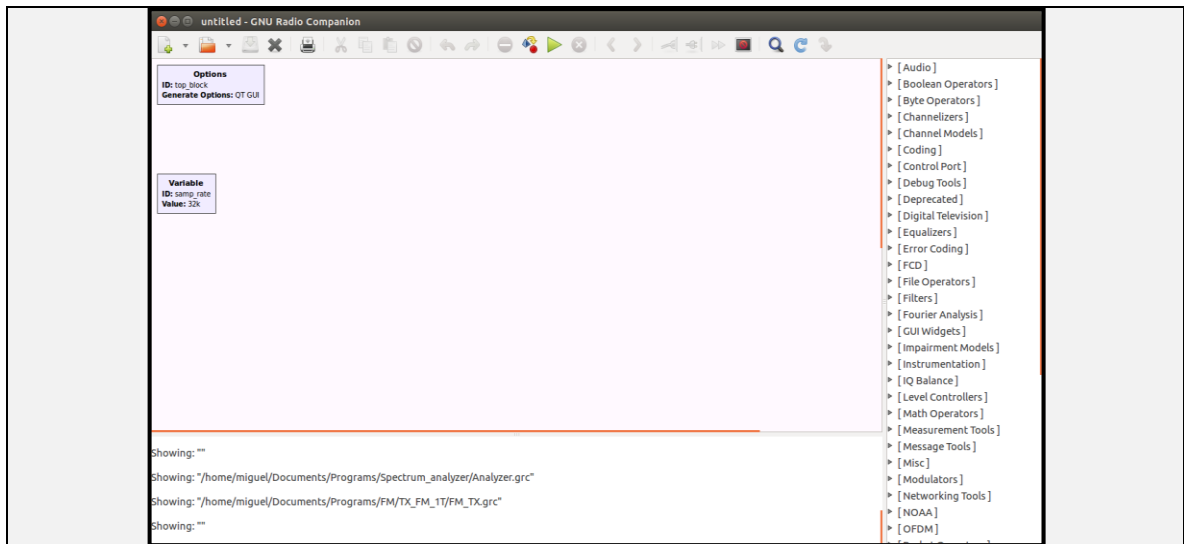 untitled - GNU Radio Companion
Options
ID: top_block
Generate Options: QT GUI
Variable
ID: samp_rate
Value: 32k
Showing: ""
Showing: "/home/miguel/Documents/Programs/Spectrum_analyzer/Analyzer.grc"
Showing: "/home/miguel/Documents/Programs/FM/TX_FM_1T/FM_TX.grc"
Showing: ""
[ Audio ]
[ Boolean Operators ]
[ Byte Operators ]
[ Channelizers ]
[ Channel Models ]
[ Coding ]
[ Control Port ]
[ Debug Tools ]
[ Deprecated ]
[ Digital Television ]
[ Equalizers ]
[ Error Coding ]
[ FCD ]
[ File Operators ]
[ Filters ]
[ Fourier Analysis ]
[ GUI Widgets ]
[ Impairment Models ]
[ Instrumentation ]
[ IQ Balance ]
[ Level Controllers ]
[ Math Operators ]
[ Measurement Tools ]
[ Message Tools ]
[ Misc ]
[ Modulators ]
[ Networking Tools ]
[ NOAA ]
[ OFDM ]